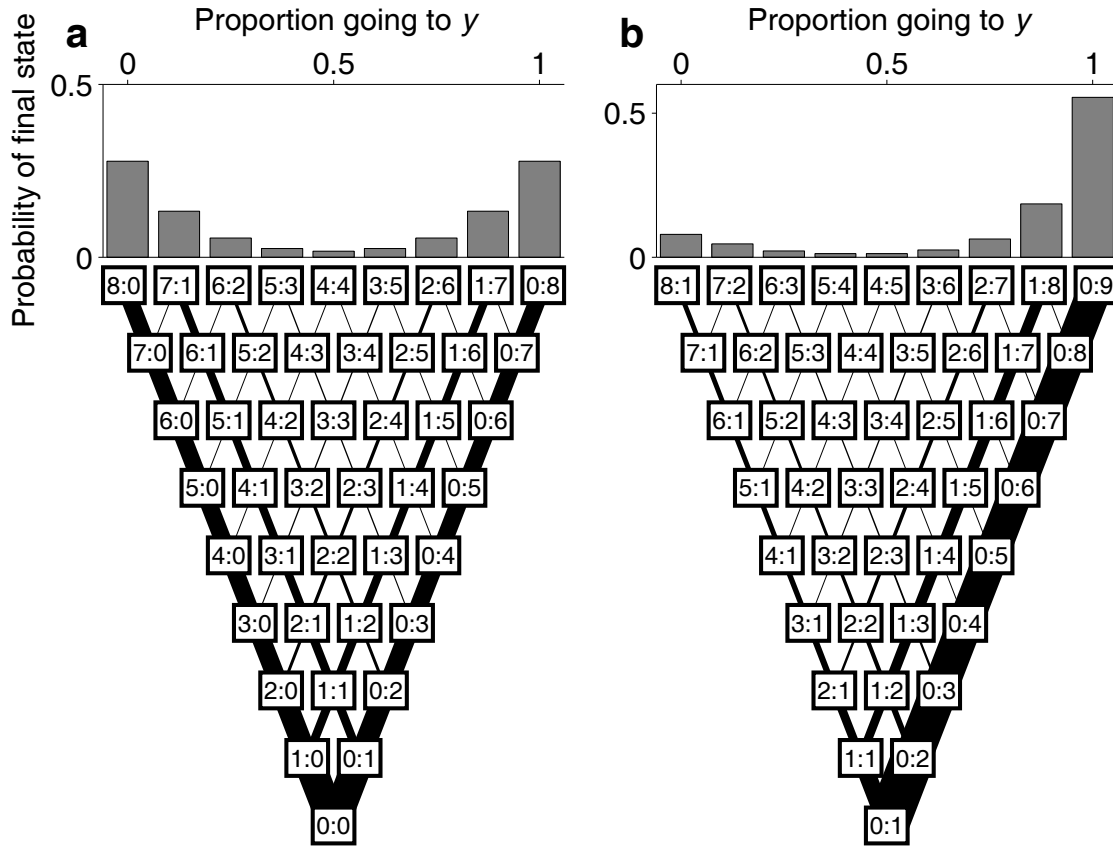 a
Proportion going to y
0 0.5 1
Probability of final state
0.5
0
8:0 7:1 6:2 5:3 4:4 3:5 2:6 1:7 0:8
7:0 6:1 5:2 4:3 3:4 2:5 1:6 0:7
6:0 5:1 4:2 3:3 2:4 1:5 0:6
5:0 4:1 3:2 2:3 1:4 0:5
4:0 3:1 2:2 1:3 0:4
3:0 2:1 1:2 0:3
2:0 1:1 0:2
1:0 0:1
0:0
b
Proportion going to y
0 0.5 1
0.5
0
8:1 7:2 6:3 5:4 4:5 3:6 2:7 1:8 0:9
7:1 6:2 5:3 4:4 3:5 2:6 1:7 0:8
6:1 5:2 4:3 3:4 2:5 1:6 0:7
5:1 4:2 3:3 2:4 1:5 0:6
4:1 3:2 2:3 1:4 0:5
3:1 2:2 1:3 0:4
2:1 1:2 0:3
1:1 0:2
0:1